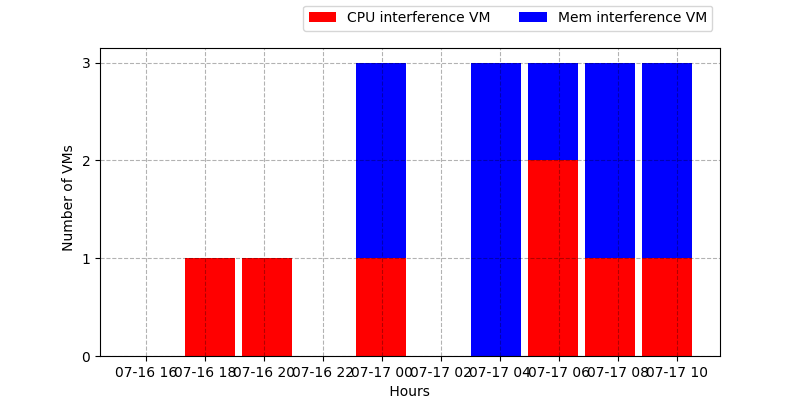 CPU interference VM Mem interference VM
3
2
1
0
Number of VMs
07-16 16 07-16 18 07-16 20 07-16 22 07-17 00 07-17 02 07-17 04 07-17 06 07-17 08 07-17 10
Hours